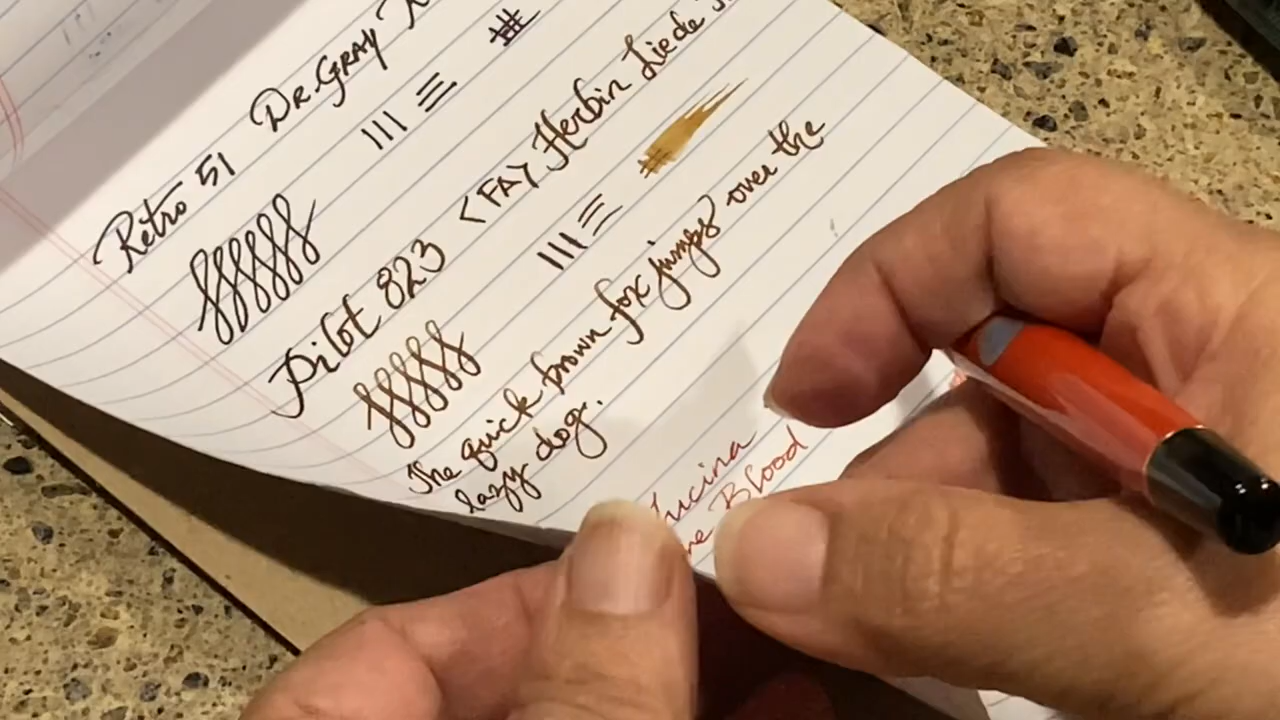 Retro 51 Dr. Gray
Pilot 823 <FA> Herbin Lie de
The quick brown fox jumps over the
lazy dog.
Lucina
Blood